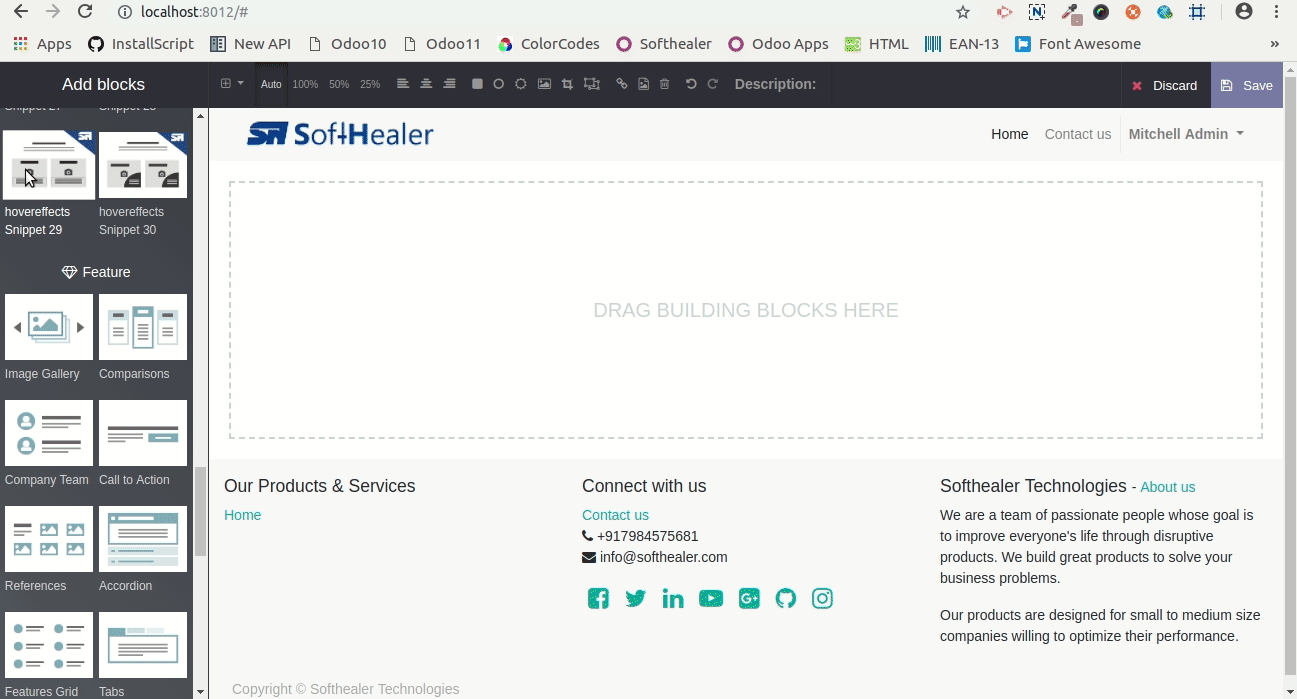 localhost:8012/#
Apps InstallScript New API Odoo10 Odoo11 ColorCodes Softhealer Odoo Apps HTML EAN-13 Font Awesome »
Add blocks Auto 100% 50% 25% Description: Discard Save
Snippet 27 Snippet 28
SoftHealer Home Contact us Mitchell Admin
hovereffects hovereffects
Snippet 29 Snippet 30
Feature
DRAG BUILDING BLOCKS HERE
Image Gallery Comparisons
Company Team Call to Action
References Accordion
Features Grid Tabs
Our Products & Services
Home
Connect with us
Contact us
+917984575681
info@softhealer.com
Softhealer Technologies - About us
We are a team of passionate people whose goal is
to improve everyone's life through disruptive
products. We build great products to solve your
business problems.
Our products are designed for small to medium size
companies willing to optimize their performance.
Copyright © Softhealer Technologies